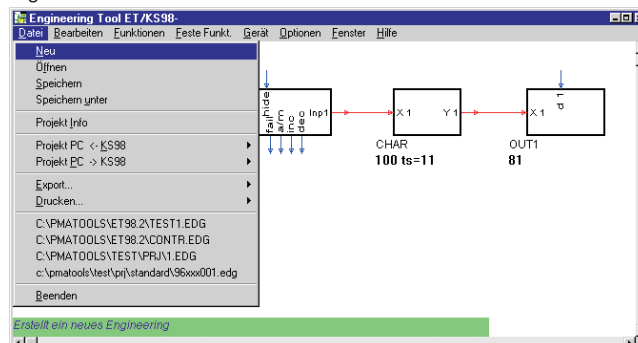 Engineering Tool ET/KS98-
Datei Bearbeiten Funktionen Feste Funkt. Gerät Optionen Fenster Hilfe
Neu
Öffnen
Speichern
Speichern unter
Projekt Info
Projekt PC <- KS98
Projekt PC -> KS98
Export...
Drucken...
C:\PMATOOLS\ET98.2\TEST1.EDG
C:\PMATOOLS\ET98.2\CONTR.EDG
C:\PMATOOLS\TEST\PRJ\1.EDG
c:\pmatools\test\prj\standard\96xxx001.edg
Beenden
hide
fail
a/m
inc
dec
Inp1
X1 Y1
CHAR
100 ts=11
d 1
X1
OUT1
81
Erstellt ein neues Engineering